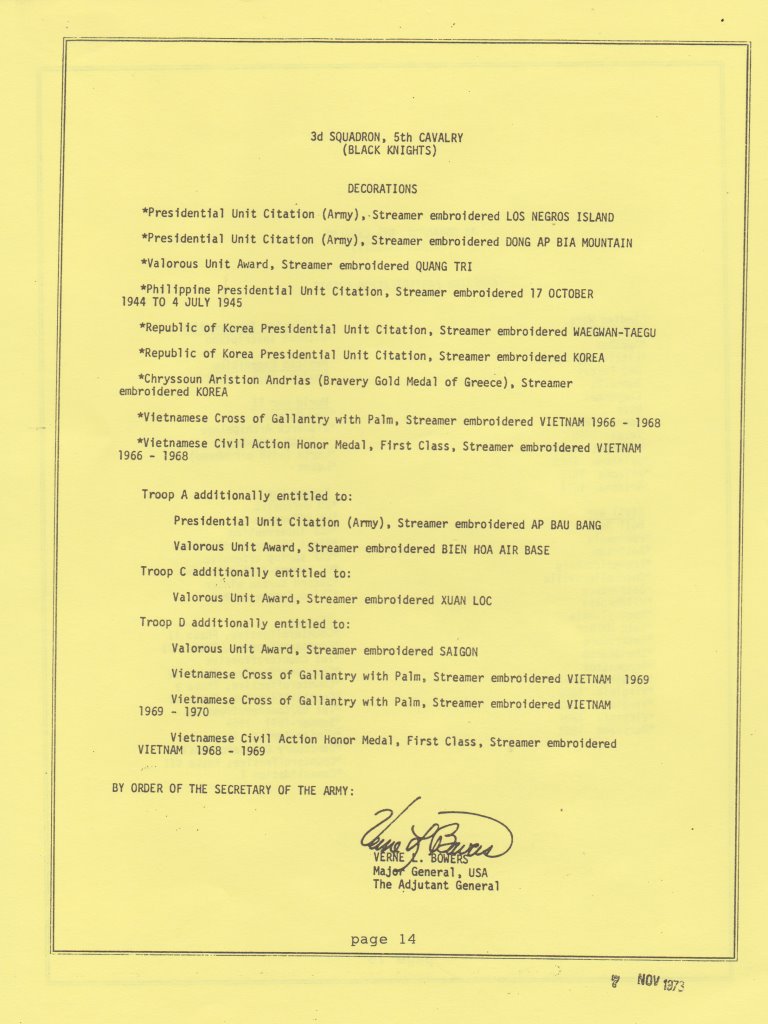 3d SQUADRON, 5th CAVALRY
(BLACK KNIGHTS)
DECORATIONS
*Presidential Unit Citation (Army), Streamer embroidered LOS NEGROS ISLAND
*Presidential Unit Citation (Army), Streamer embroidered DONG AP BIA MOUNTAIN
*Valorous Unit Award, Streamer embroidered QUANG TRI
*Philippine Presidential Unit Citation, Streamer embroidered 17 OCTOBER
1944 TO 4 JULY 1945
*Republic of Korea Presidential Unit Citation, Streamer embroidered WAEGWAN-TAEGU
*Republic of Korea Presidential Unit Citation, Streamer embroidered KOREA
*Chryssoun Aristion Andrias (Bravery Gold Medal of Greece), Streamer
embroidered KOREA
*Vietnamese Cross of Gallantry with Palm, Streamer embroidered VIETNAM 1966 - 1968
*Vietnamese Civil Action Honor Medal, First Class, Streamer embroidered VIETNAM
1966 - 1968
Troop A additionally entitled to:
Presidential Unit Citation (Army), Streamer embroidered AP BAU BANG
Valorous Unit Award, Streamer embroidered BIEN HOA AIR BASE
Troop C additionally entitled to:
Valorous Unit Award, Streamer embroidered XUAN LOC
Troop D additionally entitled to:
Valorous Unit Award, Streamer embroidered SAIGON
Vietnamese Cross of Gallantry with Palm, Streamer embroidered VIETNAM 1969
Vietnamese Cross of Gallantry with Palm, Streamer embroidered VIETNAM
1969 - 1970
Vietnamese Civil Action Honor Medal, First Class, Streamer embroidered
VIETNAM 1968 - 1969
BY ORDER OF THE SECRETARY OF THE ARMY:
Verne L. Bowers
VERNE L. BOWERS
Major General, USA
The Adjutant General
page 14
7 NOV 1973